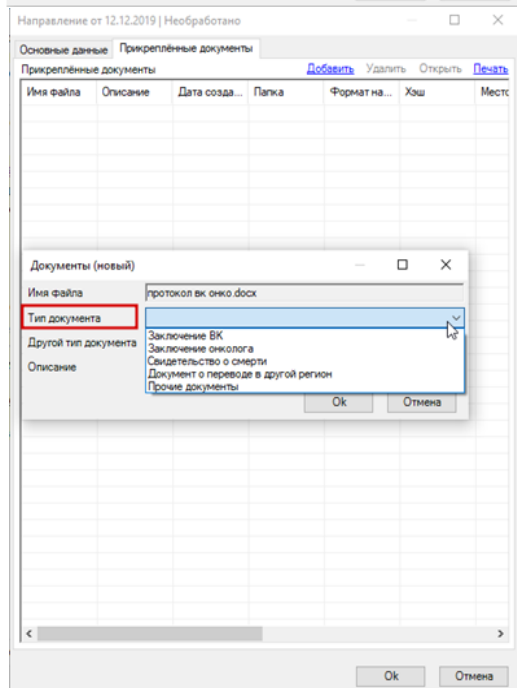 Направление от 12.12.2019 | Необработано
Основные данные Прикреплённые документы
Прикреплённые документы Добавить Удалить Открыть Печать
Имя файла Описание Дата созда... Папка Формат на... Хэш Местс
Документы (новый)
Имя файла протокол вк онко.docx
Тип документа
Другой тип документа Заключение ВК
Заключение онколога
Свидетельство о смерти
Описание Документ о переводе в другой регион
Прочие документы
Ok Отмена
Ok Отмена